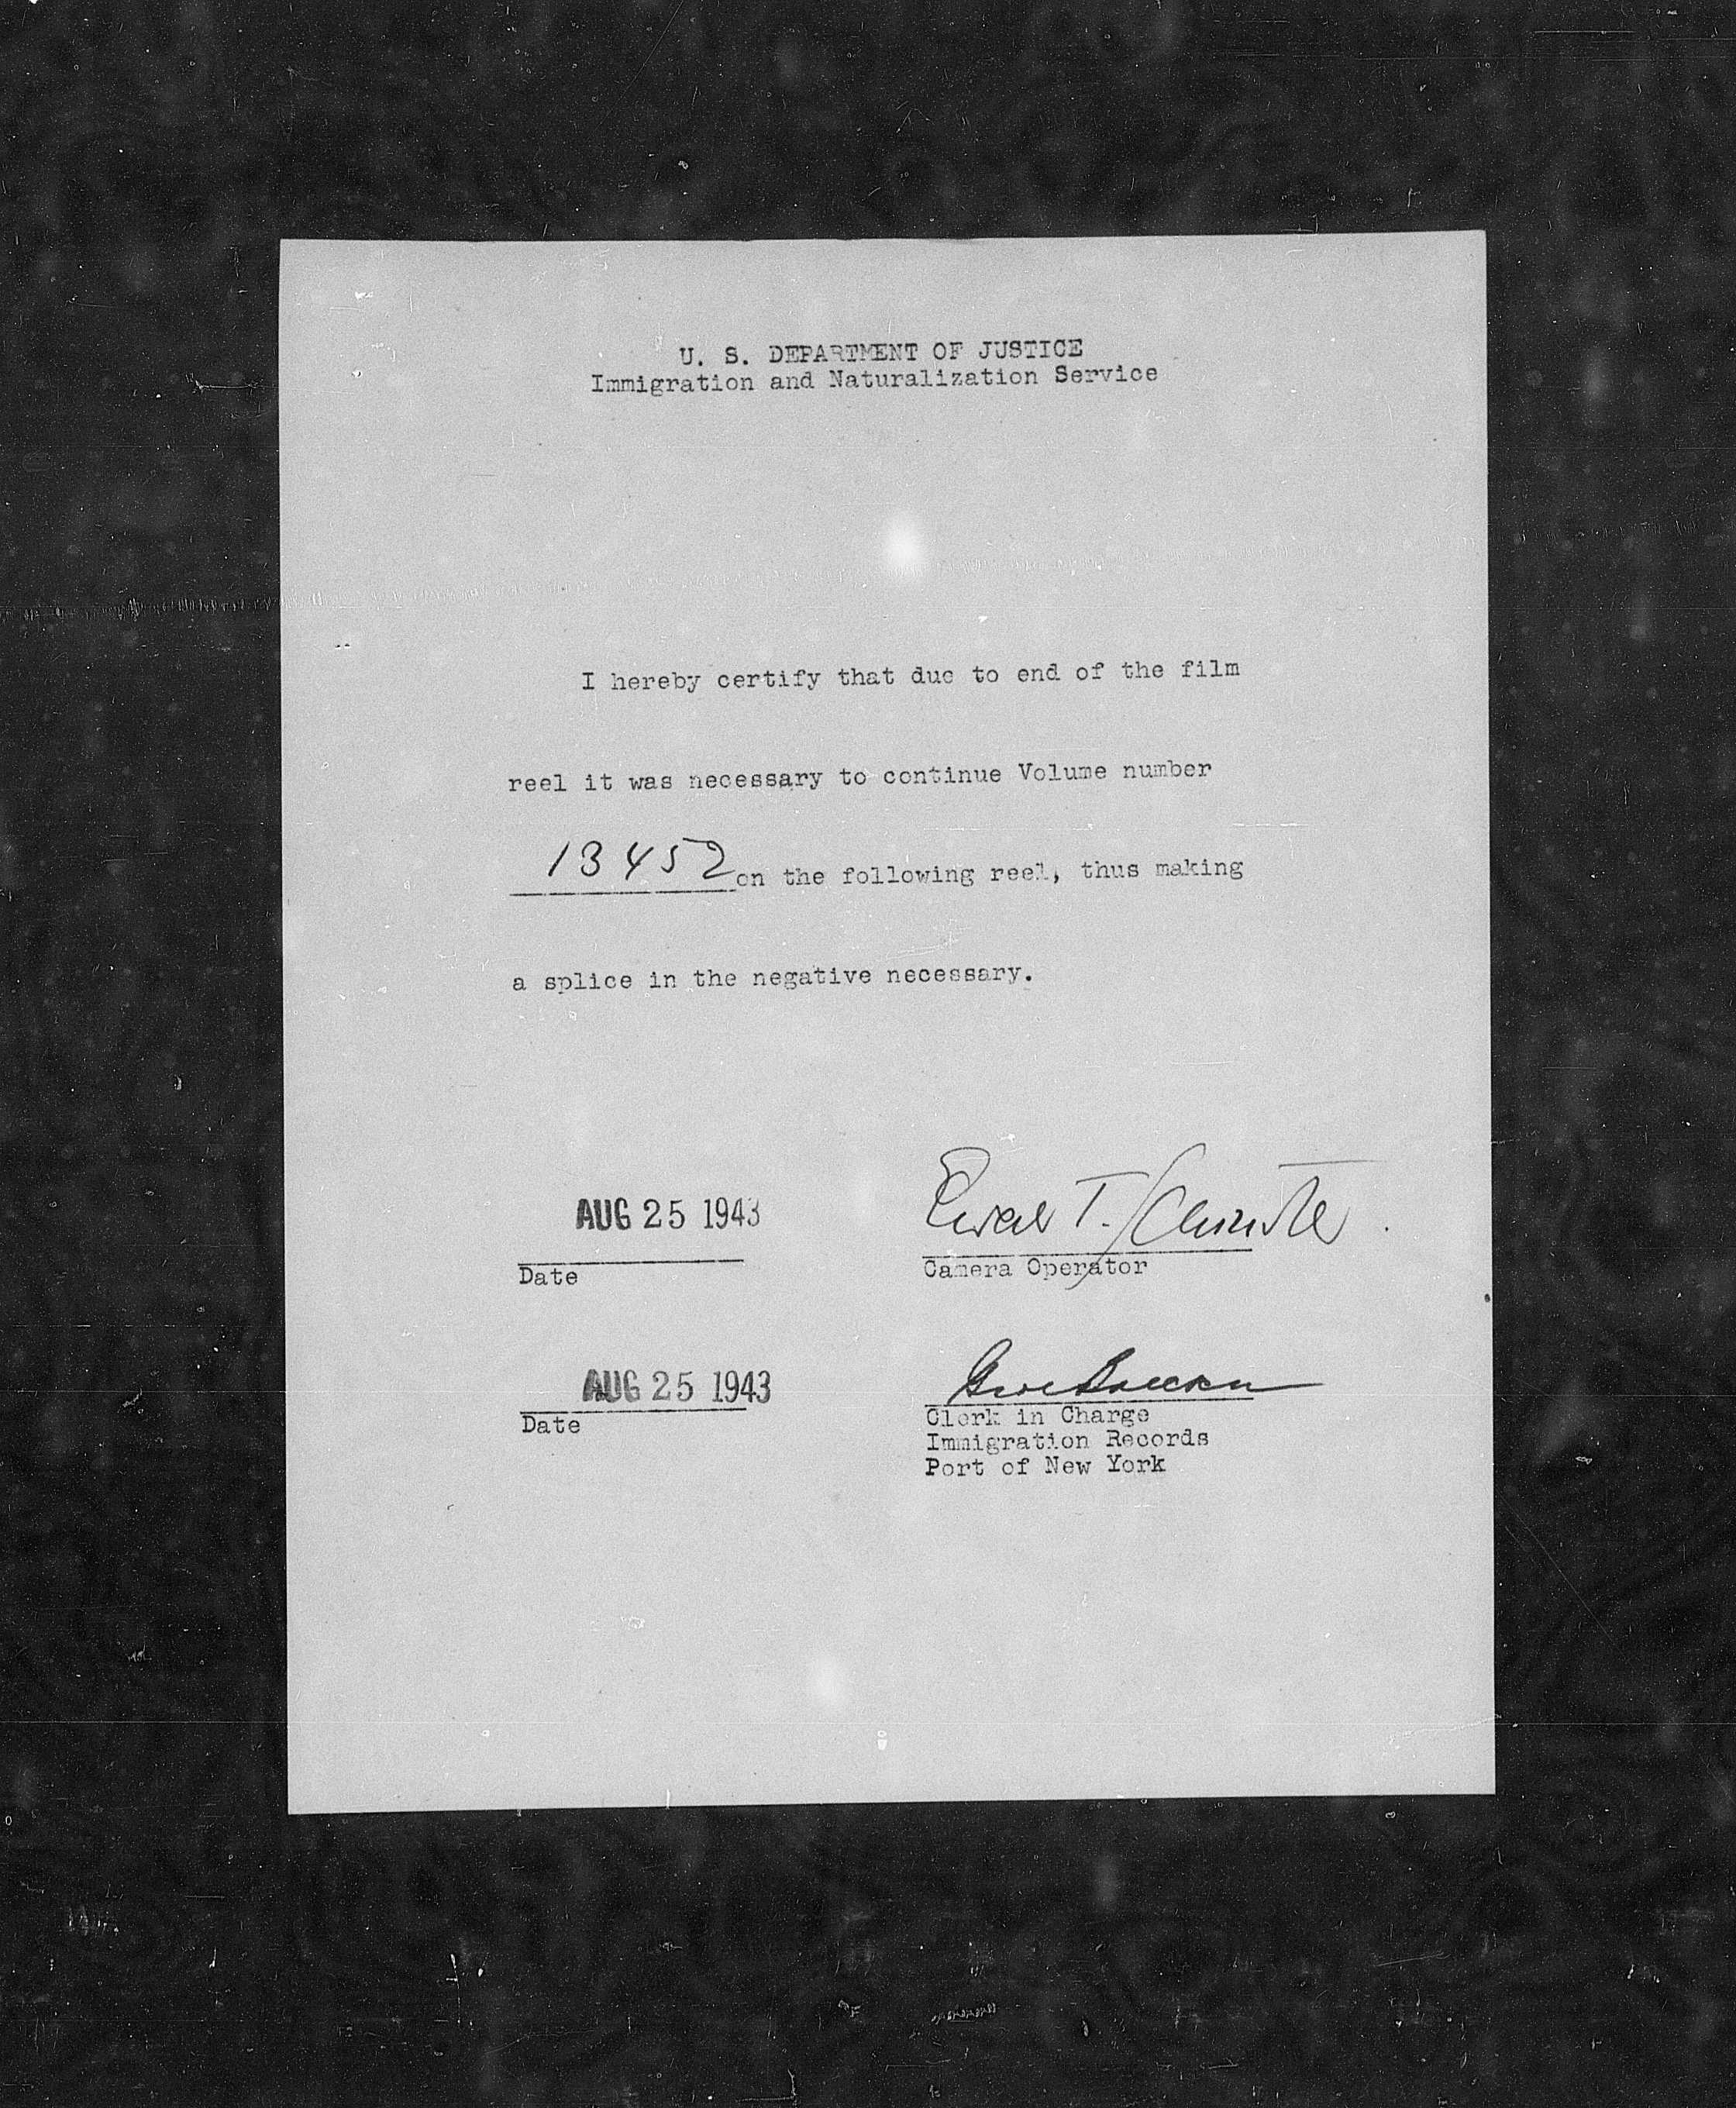 U. S. DEPARTMENT OF JUSTICE
Immigration and Naturalization Service
I hereby certify that due to end of the film
reel it was necessary to continue Volume number
13452 on the following reel, thus making
a splice in the negative necessary.
AUG 25 1943
T.
Date
Camera Operator
AUG 25 1943
Date
Clerk in Charge
Immigration Records
Port of New York